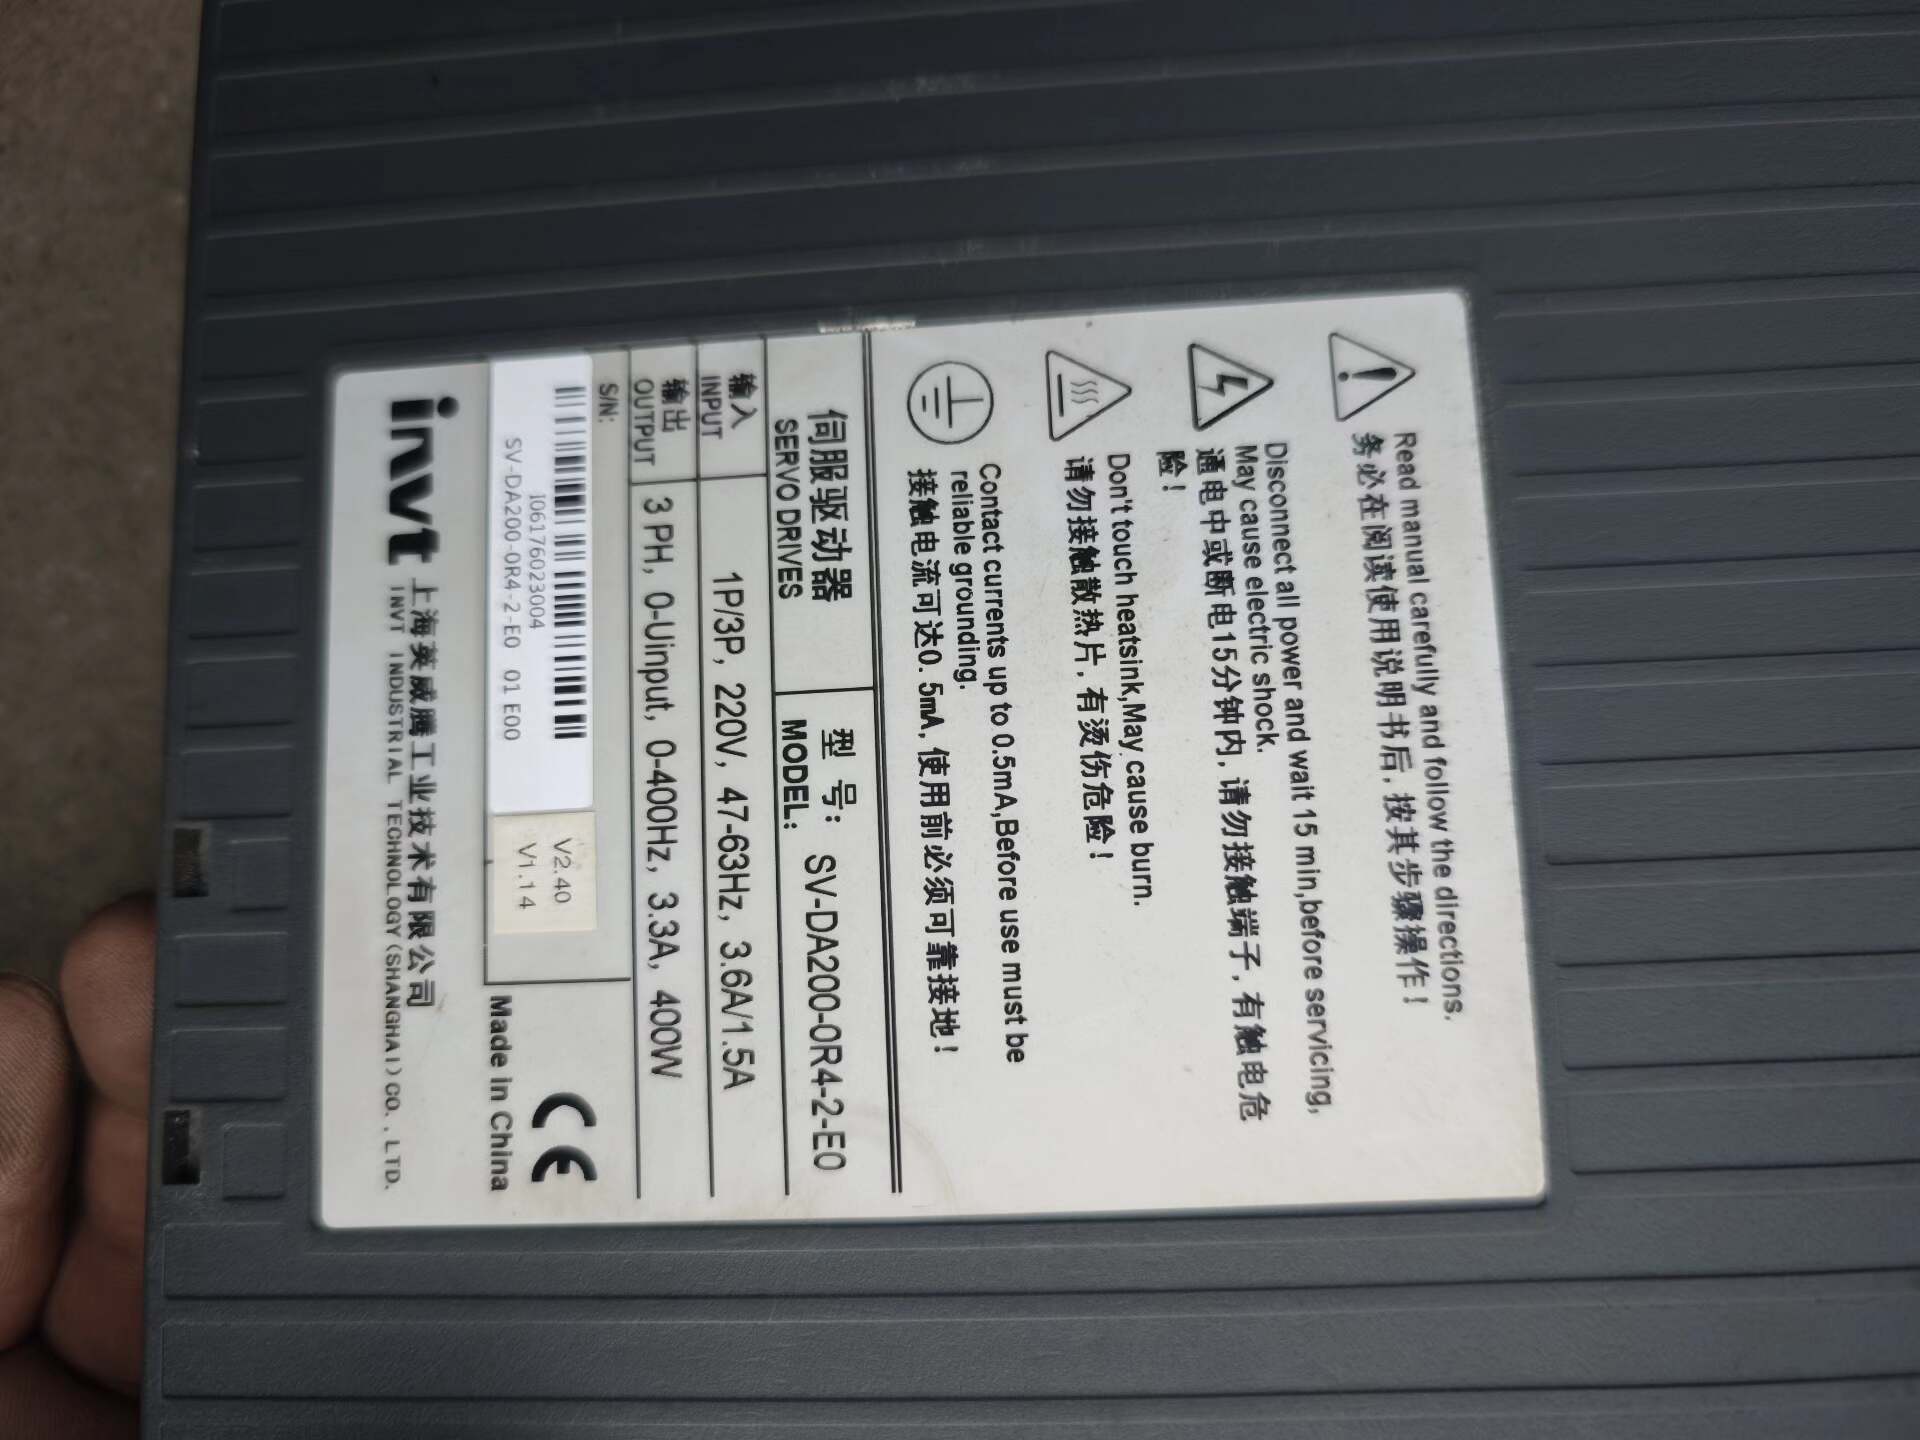 Read manual carefully and follow the directions.
务必在阅读使用说明书后，按其步骤操作！
Disconnect all power and wait 15 min,before servicing,
May cause electric shock.
通电中或断电15分钟内，请勿接触端子，有触电危
险！
Don't touch heatsink,May cause burn.
请勿接触散热片，有烫伤危险！
Contact currents up to 0.5mA,Before use must be
reliable grounding.
接触电流可达0.5mA，使用前必须可靠接地！
伺服驱动器
SERVO DRIVES
型 号：
MODEL: SV-DA200-0R4-2-E0
输入
INPUT
1P/3P, 220V, 47-63Hz, 3.6A/1.5A
输出
OUTPUT
3 PH, 0-Uinput, 0-400Hz, 3.3A, 400W
S/N:
I06176023004
SV-DA200-0R4-2-E0 01 E00
V2.40
V1.14
CE
Made in China
invt
上海英威腾工业技术有限公司
INVT INDUSTRIAL TECHNOLOGY(SHANGHAI)CO.,LTD.